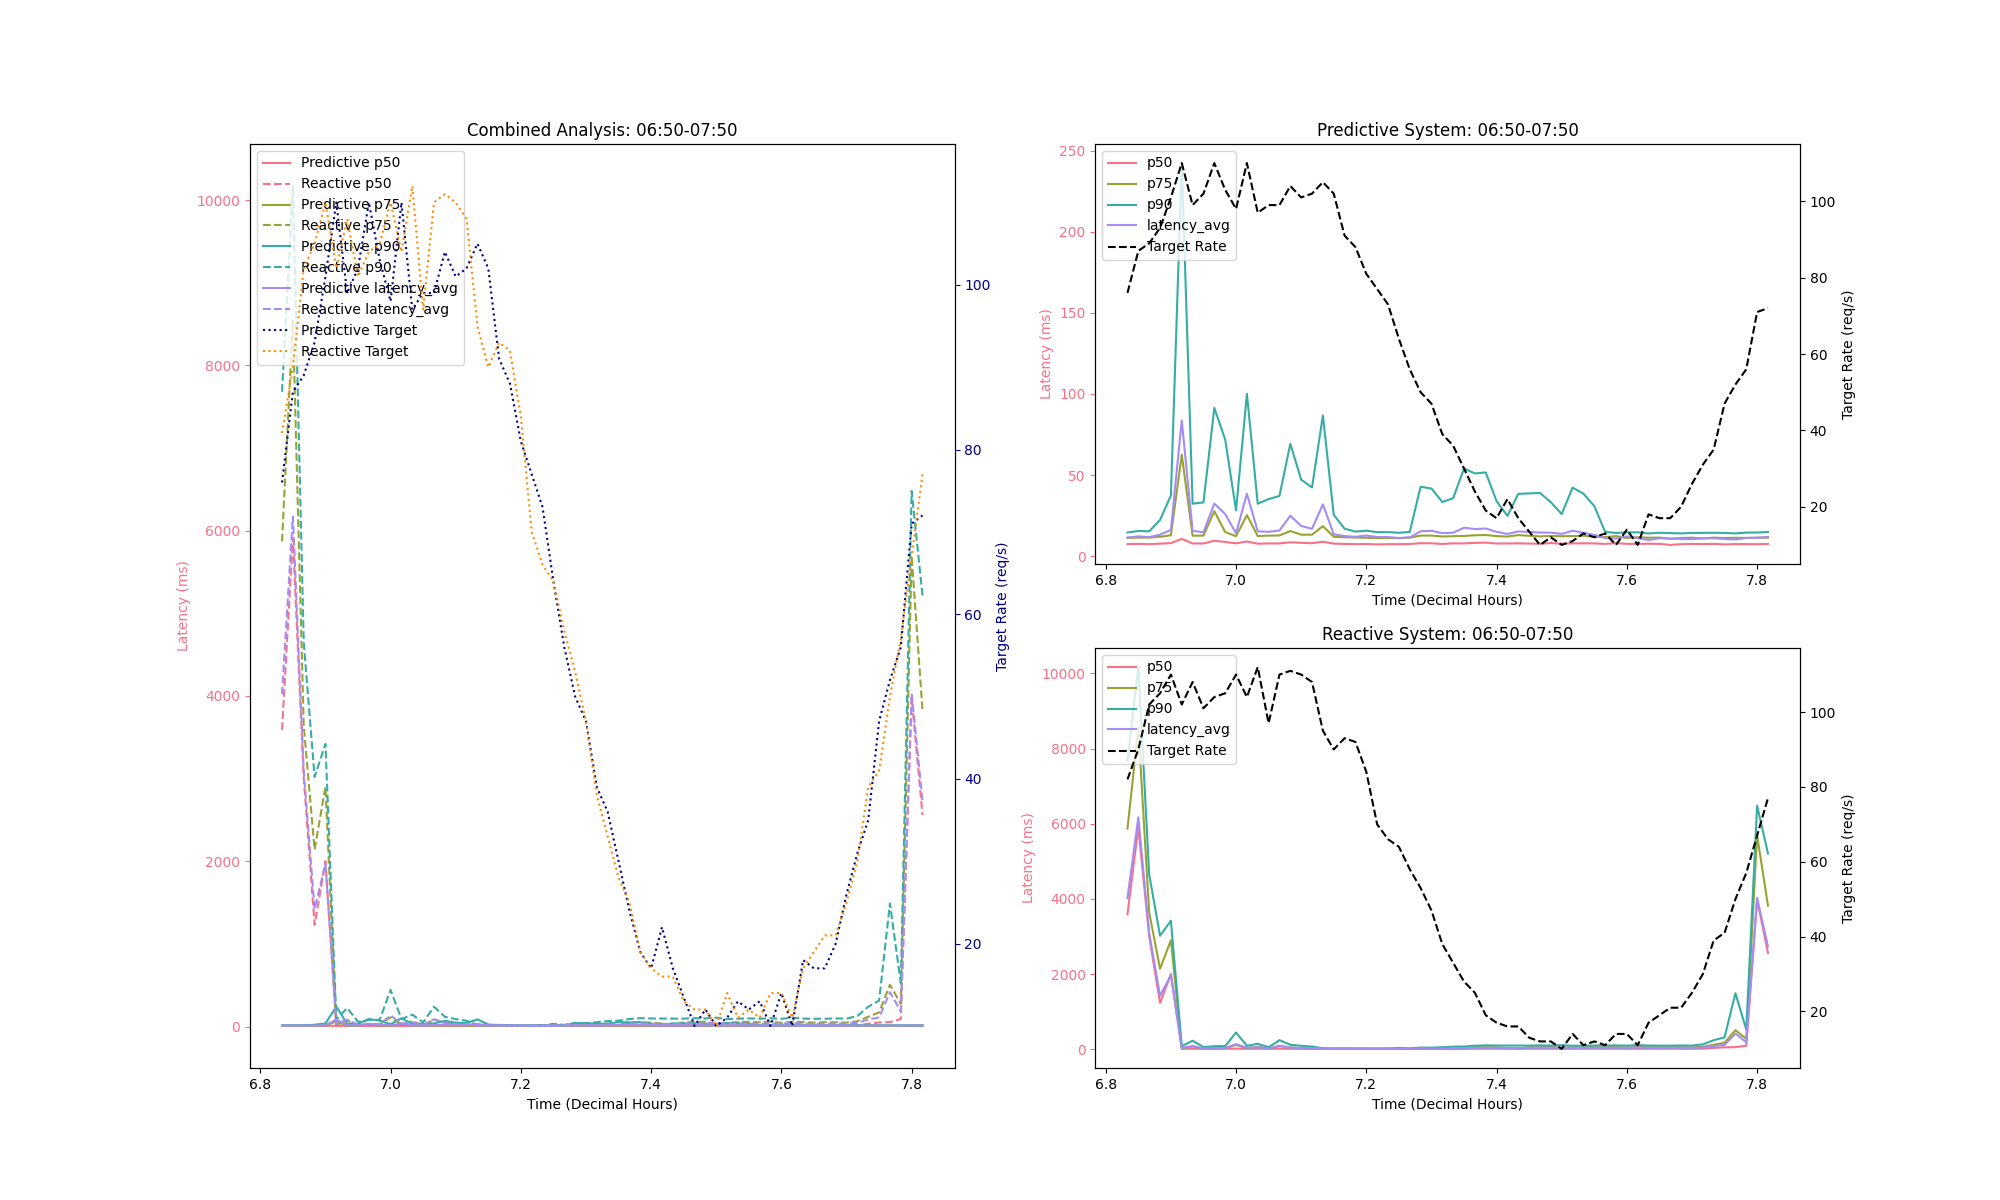 Combined Analysis: 06:50-07:50
Predictive p50
Reactive p50
Predictive p75
Reactive p75
Predictive p90
Reactive p90
Predictive latency_avg
Reactive latency_avg
Predictive Target
Reactive Target
10000
8000
6000
4000
2000
0
Latency (ms)
100
80
60
40
20
Target Rate (req/s)
6.8
7.0
7.2
7.4
7.6
7.8
Time (Decimal Hours)
Predictive System: 06:50-07:50
p50
p75
p90
latency_avg
Target Rate
250
200
150
100
50
0
Latency (ms)
100
80
60
40
20
Target Rate (req/s)
6.8
7.0
7.2
7.4
7.6
7.8
Time (Decimal Hours)
Reactive System: 06:50-07:50
p50
p75
p90
latency_avg
Target Rate
10000
8000
6000
4000
2000
0
Latency (ms)
100
80
60
40
20
Target Rate (req/s)
6.8
7.0
7.2
7.4
7.6
7.8
Time (Decimal Hours)